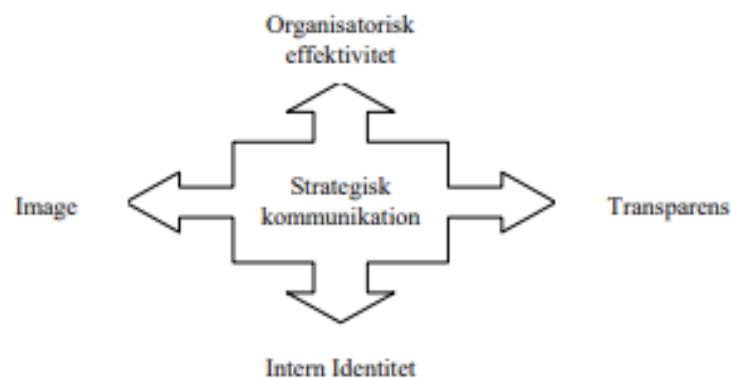 Organisatorisk
effektivitet
Image
Strategisk
kommunikation
Transparens
Intern Identitet